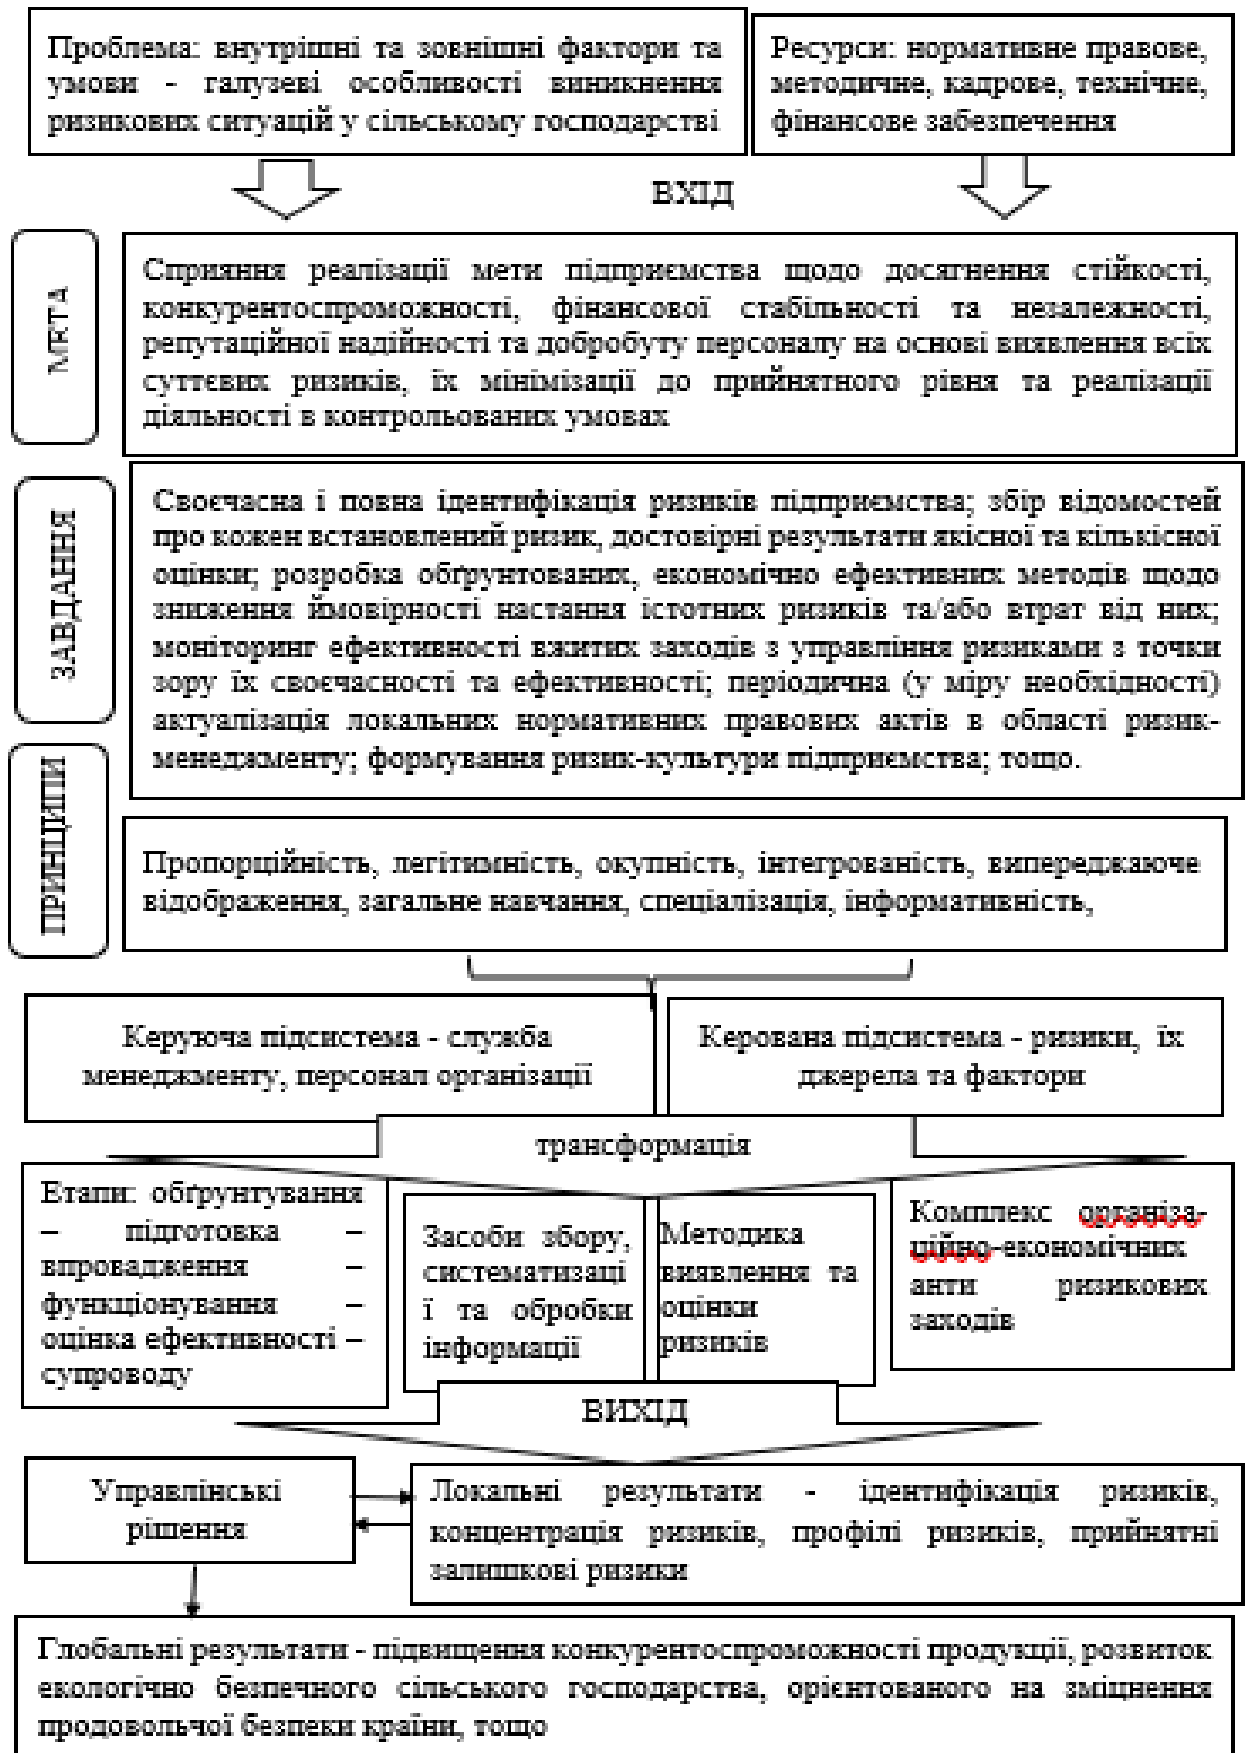 Проблема: внутрішні та зовнішні фактори та
умови - галузеві особливості виникнення
ризикових ситуацій у сільському господарстві
Ресурси: нормативне правове,
методичне, кадрове, технічне,
фінансове забезпечення
ВХІД
МЕТА
Сприяння реалізації мети підприємства щодо досягнення стійкості,
конкурентоспроможності, фінансової стабільності та незалежності,
репутаційної надійності та добробуту персоналу на основі виявлення всіх
суттєвих ризиків, їх мінімізації до прийнятного рівня та реалізації
діяльності в контрольованих умовах
ЗАВДАННЯ
Своєчасна і повна ідентифікація ризиків підприємства; збір відомостей
про кожен встановлений ризик, достовірні результати якісної та кількісної
оцінки; розробка обґрунтованих, економічно ефективних методів щодо
зниження ймовірності настання істотних ризиків та/або втрат від них;
моніторинг ефективності вжитих заходів з управління ризиками з точки
зору їх своєчасності та ефективності; періодична (у міру необхідності)
актуалізація локальних нормативних правових актів в області ризик-
менеджменту; формування ризик-культури підприємства; тощо.
ПРИНЦИПИ
Пропорційність, легітимність, окупність, інтегрованість, випереджаюче
відображення, загальне навчання, спеціалізація, інформативність,
Керуюча підсистема - служба
менеджменту, персонал організації
Керована підсистема - ризики, їх
джерела та фактори
трансформація
Етапи: обґрунтування
– підготовка –
впровадження –
функціонування –
оцінка ефективності –
супроводу
Засоби збору,
систематизаці
ї та обробки
інформації
Методика
виявлення та
оцінки
ризиків
Комплекс організа-
ційно-економічних
анти ризикових
заходів
ВИХІД
Управлінські
рішення
Локальні результати - ідентифікація ризиків,
концентрація ризиків, профілі ризиків, прийнятні
залишкові ризики
Глобальні результати - підвищення конкурентоспроможності продукції, розвиток
екологічно безпечного сільського господарства, орієнтованого на зміцнення
продовольчої безпеки країни, тощо